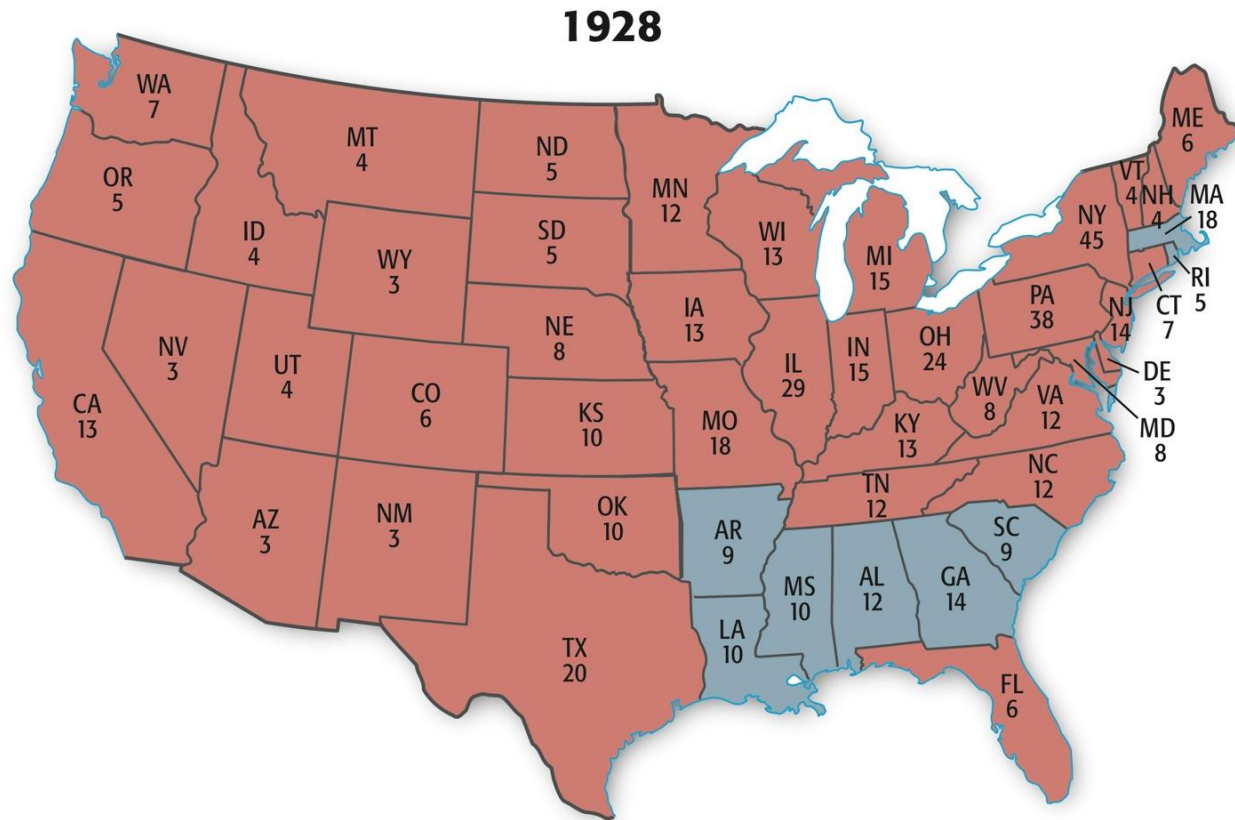 1928
WA
7
OR
5
CA
13
NV
3
ID
4
MT
4
WY
3
UT
4
CO
6
AZ
3
NM
3
ND
5
SD
5
NE
8
KS
10
OK
10
TX
20
MN
12
IA
13
MO
18
AR
9
LA
10
WI
13
IL
29
MI
15
IN
15
OH
24
KY
13
TN
12
MS
10
AL
12
GA
14
FL
6
SC
9
NC
12
VA
12
WV
8
PA
38
NY
45
VT
4
NH
4
ME
6
MA
18
RI
5
CT
7
NJ
14
DE
3
MD
8